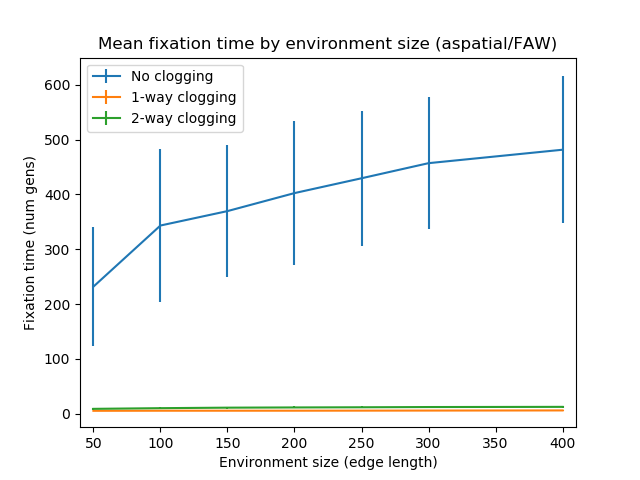 Mean fixation time by environment size (aspatial/FAW)
No clogging
1-way clogging
2-way clogging
Fixation time (num gens)
600
500
400
300
200
100
0
50 100 150 200 250 300 350 400
Environment size (edge length)